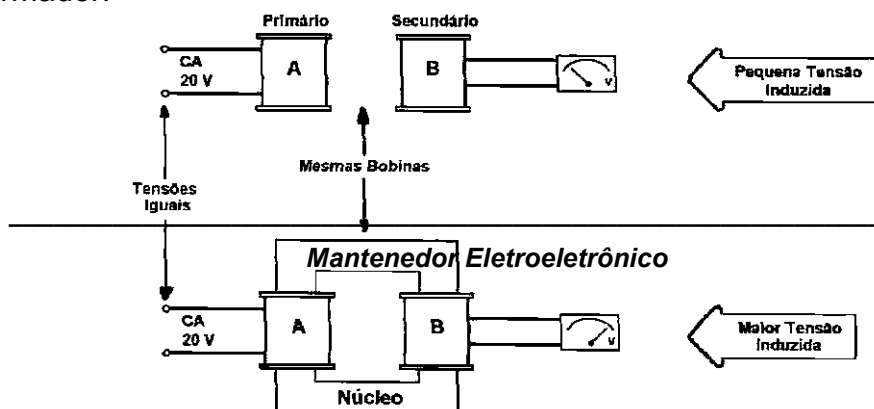 Primário
Secundário
CA
20 V
A
B
V
Pequena Tensão
Induzida
Mesmas Bobinas
Tensões
Iguais
Mantenedor Eletroeletrônico
CA
20 V
A
B
V
Maior Tensão
Induzida
Núcleo